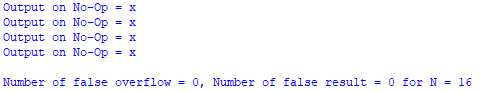 Output on No-Op = x
Output on No-Op = x
Output on No-Op = x
Output on No-Op = x
Number of false overflow = 0, Number of false result = 0 for N = 16